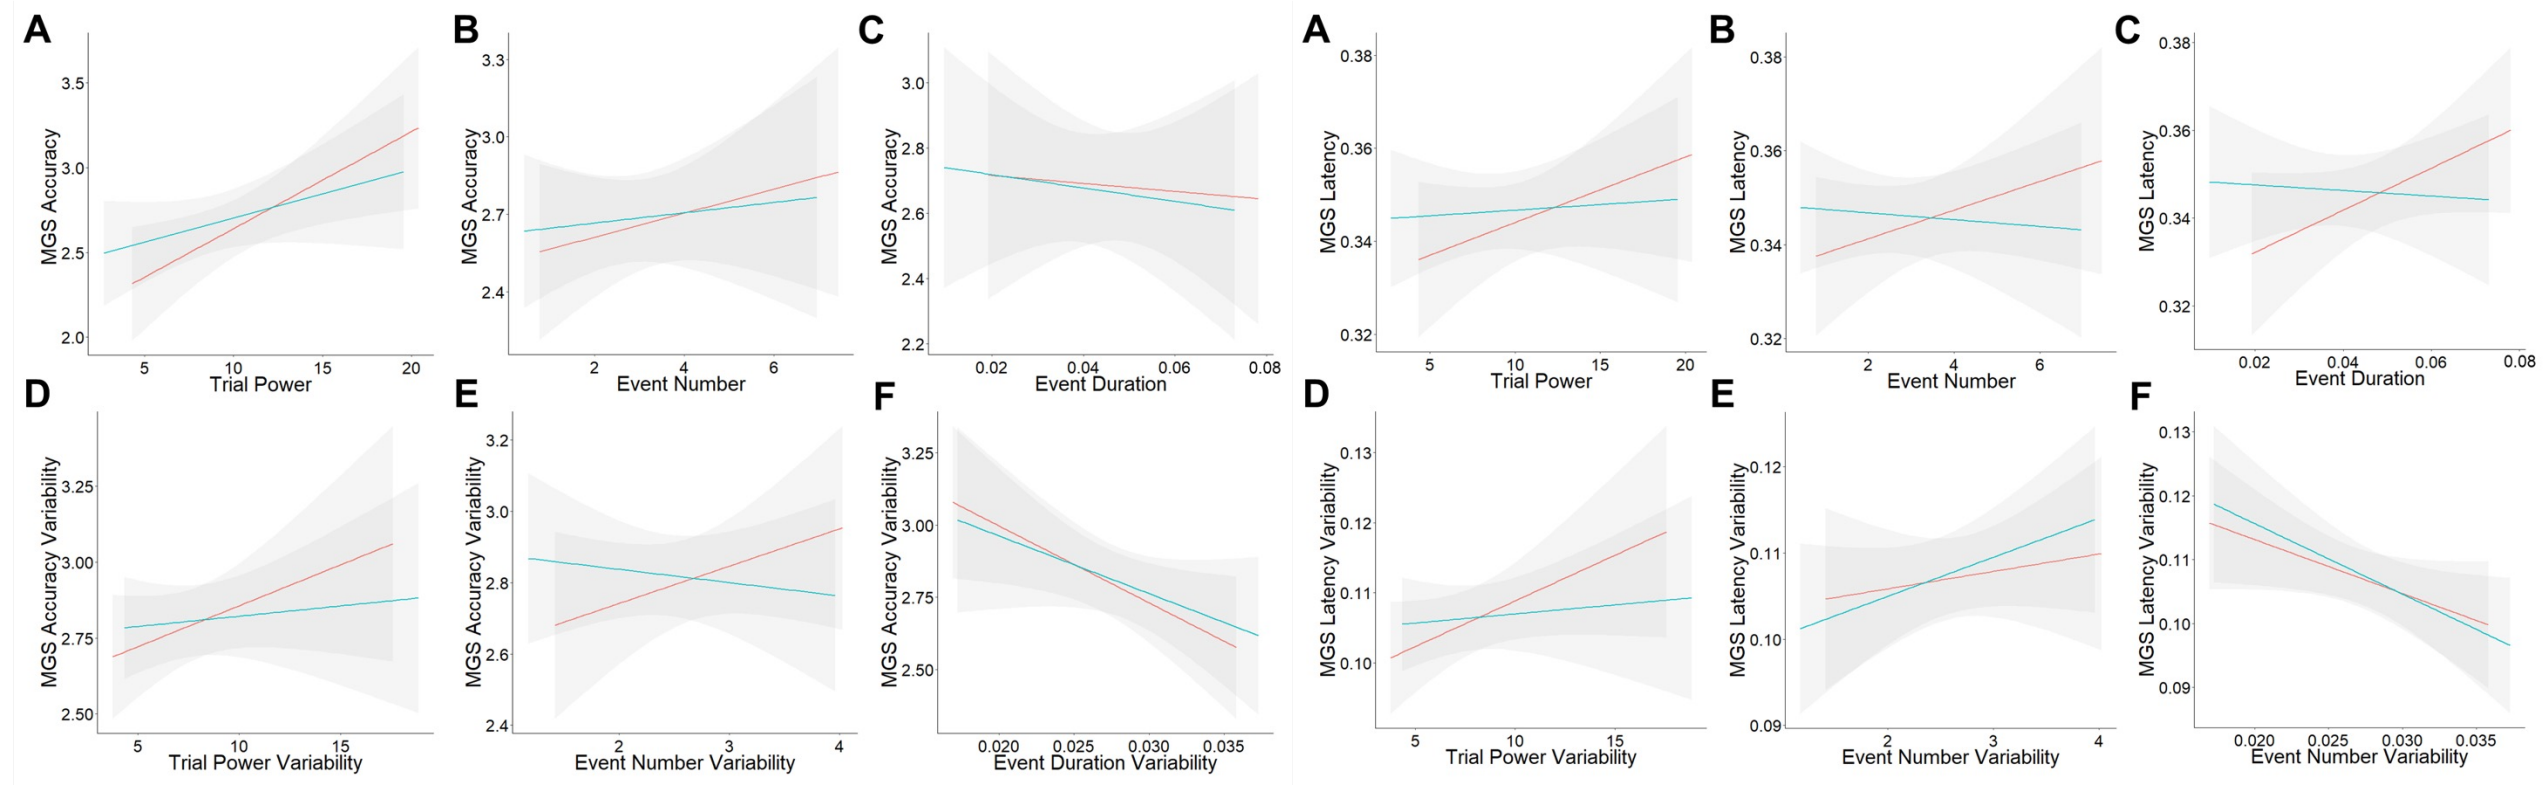 A
MGS Accuracy
3.5
3.0
2.5
2.0
5 10 15 20
Trial Power
B
MGS Accuracy
3.3
3.0
2.7
2.4
2 4 6
Event Number
C
MGS Accuracy
3.0
2.8
2.6
2.4
2.2
0.02 0.04 0.06 0.08
Event Duration
A
MGS Latency
0.38
0.36
0.34
0.32
5 10 15 20
Trial Power
B
MGS Latency
0.38
0.36
0.34
0.32
2 4 6
Event Number
C
MGS Latency
0.38
0.36
0.34
0.32
0.02 0.04 0.06 0.08
Event Duration
D
MGS Accuracy Variability
3.25
3.00
2.75
2.50
5 10 15
Trial Power Variability
E
MGS Accuracy Variability
3.2
3.0
2.8
2.6
2.4
2 3 4
Event Number Variability
F
MGS Accuracy Variability
3.25
3.00
2.75
2.50
0.020 0.025 0.030 0.035
Event Duration Variability
D
MGS Latency Variability
0.13
0.12
0.11
0.10
5 10 15
Trial Power Variability
E
MGS Latency Variability
0.12
0.11
0.10
0.09
2 3 4
Event Number Variability
F
MGS Latency Variability
0.13
0.12
0.11
0.10
0.09
0.020 0.025 0.030 0.035
Event Number Variability